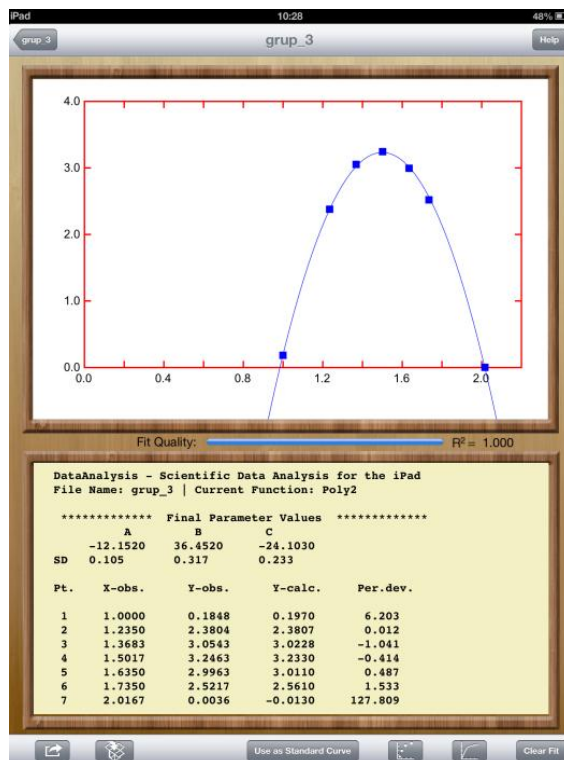 iPad 10:28 48%
grup_3 grup_3 Help
4.0
3.0
2.0
1.0
0.0
0.0 0.4 0.8 1.2 1.6 2.0
Fit Quality: R² = 1.000
DataAnalysis - Scientific Data Analysis for the iPad
File Name: grup_3 | Current Function: Poly2
************* Final Parameter Values *************
A B C
-12.1520 36.4520 -24.1030
SD 0.105 0.317 0.233
Pt. X-obs. Y-obs. Y-calc. Per.dev.
1 1.0000 0.1848 0.1970 6.203
2 1.2350 2.3804 2.3807 0.012
3 1.3683 3.0543 3.0228 -1.041
4 1.5017 3.2463 3.2330 -0.414
5 1.6350 2.9963 3.0110 0.487
6 1.7350 2.5217 2.5610 1.533
7 2.0167 0.0036 -0.0130 127.809
Use as Standard Curve Clear Fit